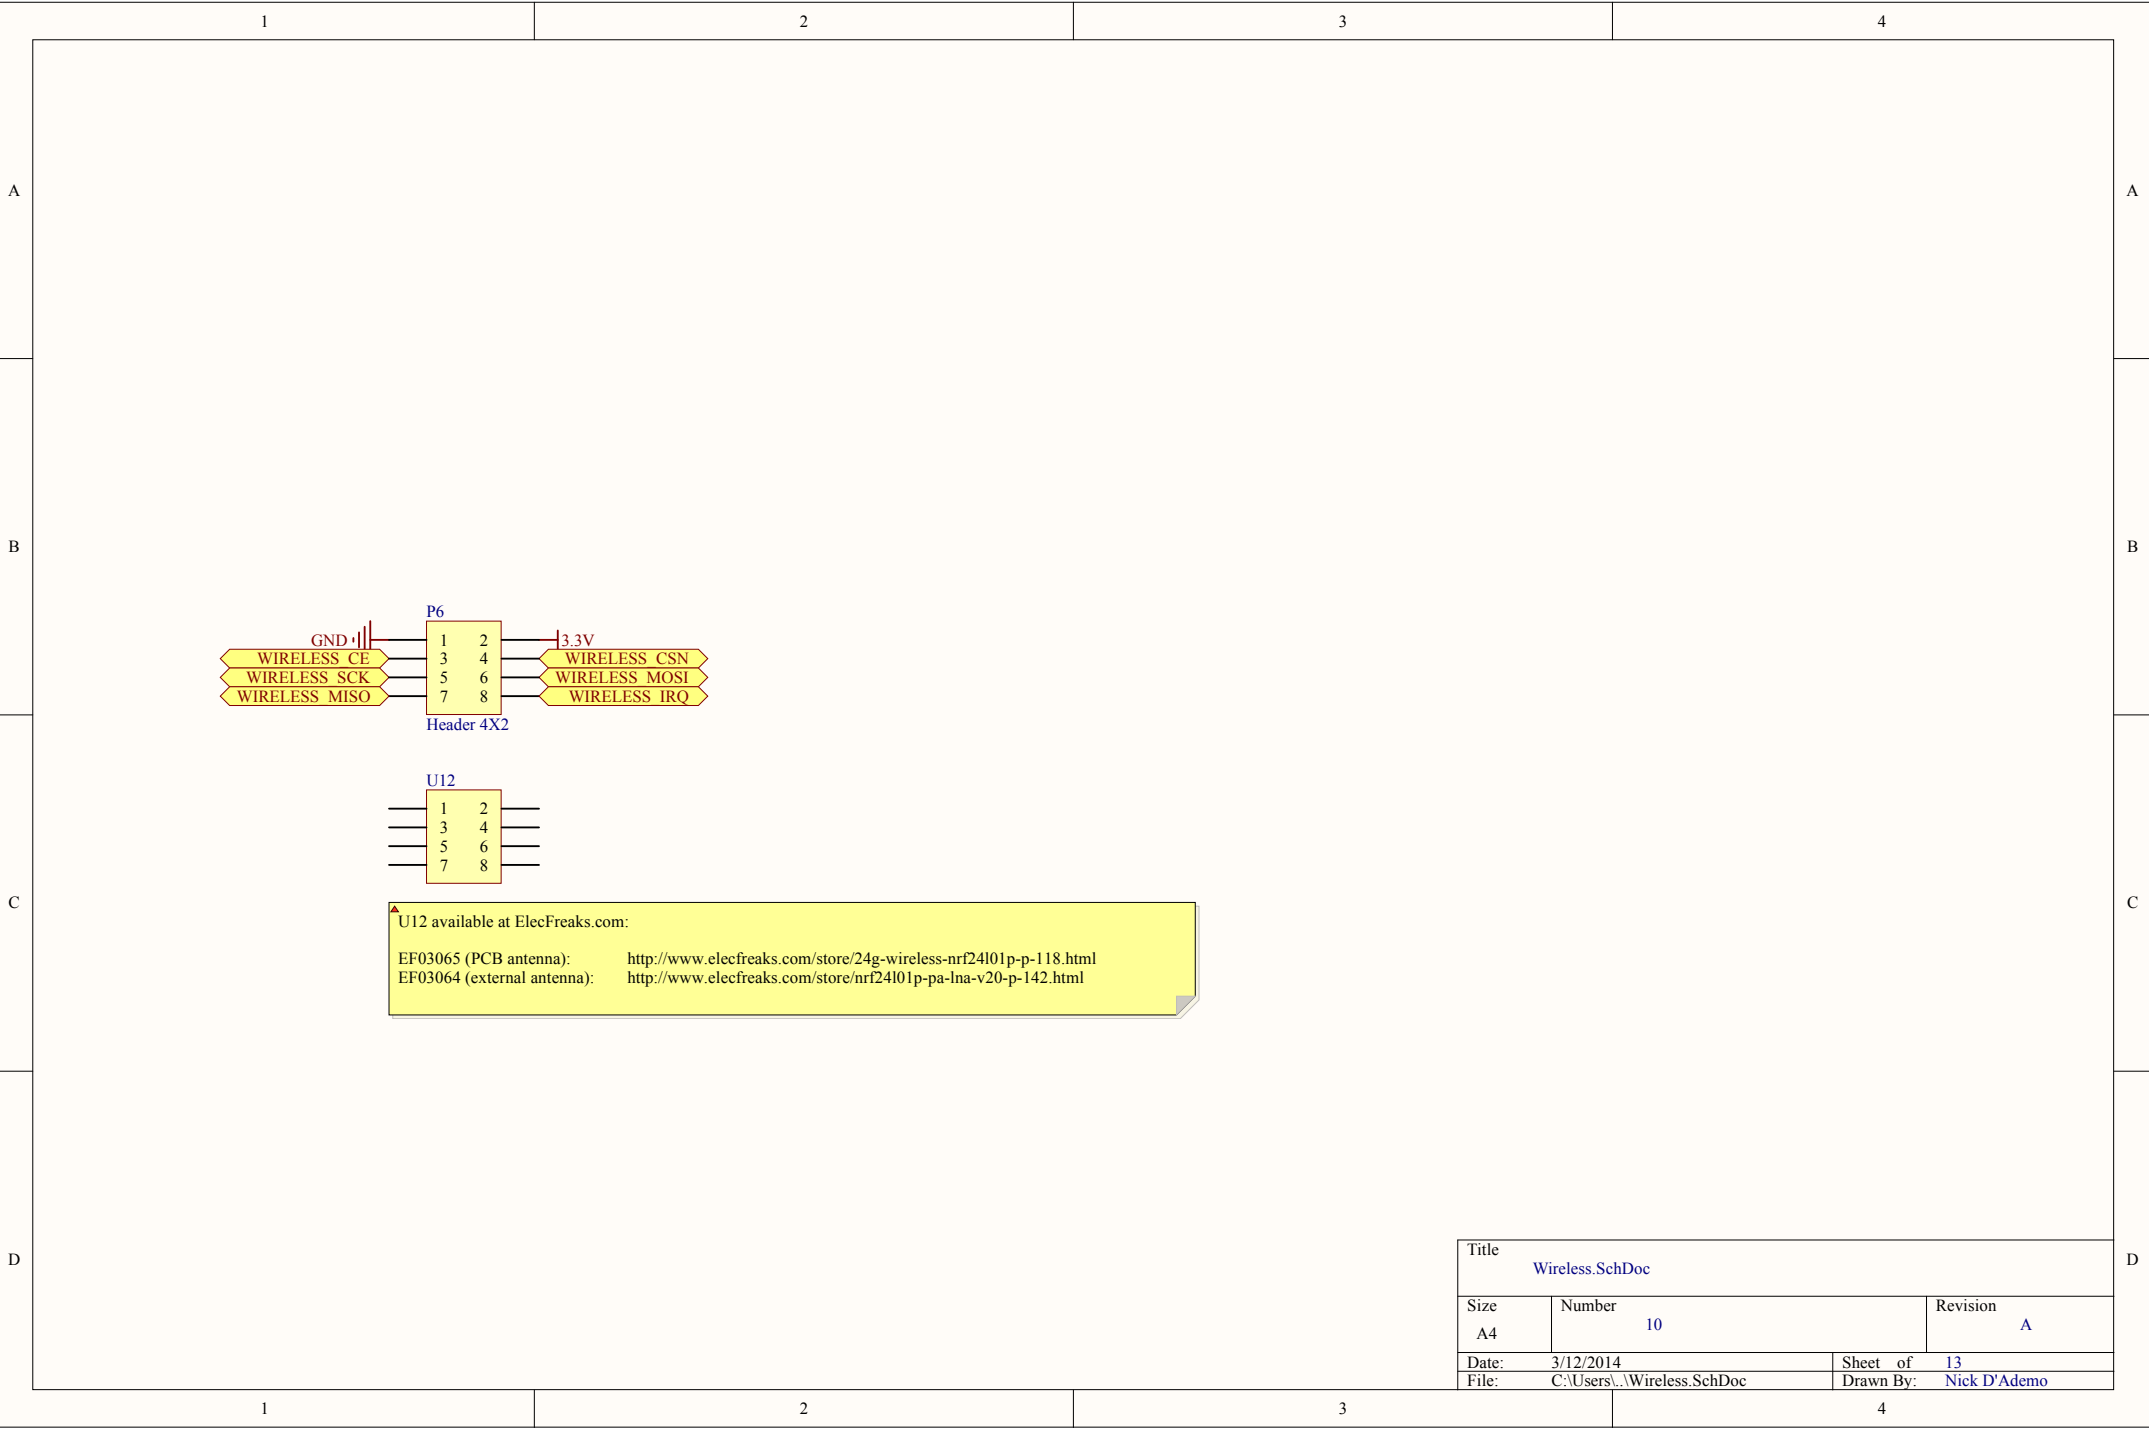 1 2 3 4
A A
B B
P6
GND 1 2 3.3V
WIRELESS_CE 3 4 WIRELESS_CSN
WIRELESS_SCK 5 6 WIRELESS_MOSI
WIRELESS_MISO 7 8 WIRELESS_IRQ
Header 4X2
U12
1 2
3 4
5 6
7 8
C C
U12 available at ElecFreaks.com:
EF03065 (PCB antenna): http://www.elecfreaks.com/store/24g-wireless-nrf24l01p-p-118.html
EF03064 (external antenna): http://www.elecfreaks.com/store/nrf24l01p-pa-lna-v20-p-142.html
D D
Title
Wireless.SchDoc
Size Number Revision
A4 10 A
Date: 3/12/2014 Sheet of 13
File: C:\Users\..\Wireless.SchDoc Drawn By: Nick D'Ademo
1 2 3 4